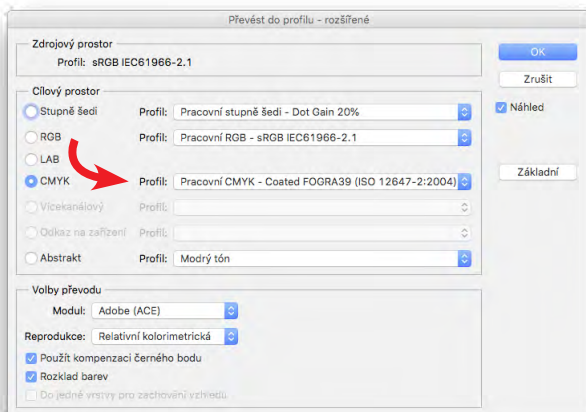 Převést do profilu - rozšířené
Zdrojový prostor
Profil: sRGB IEC61966-2.1
OK
Zrušit
Náhled
Základní
Cílový prostor
Stupně šedi Profil: Pracovní stupně šedi - Dot Gain 20%
RGB Profil: Pracovní RGB - sRGB IEC61966-2.1
LAB
CMYK Profil: Pracovní CMYK - Coated FOGRA39 (ISO 12647-2:2004)
Vícekanálový Profil:
Odkaz na zařízení Profil:
Abstrakt Profil: Modrý tón
Volby převodu
Modul: Adobe (ACE)
Reprodukce: Relativní kolorimetrická
Použít kompenzaci černého bodu
Rozklad barev
Do jedné vrstvy pro zachování vzhledu